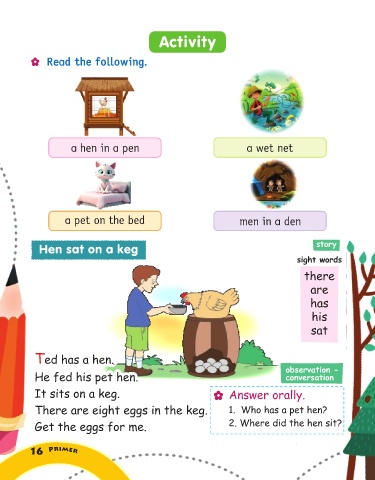 Activity
Read the following.
a hen in a pen
a wet net
a pet on the bed
men in a den
Hen sat on a keg
story
sight words
there
are
has
his
sat
Ted has a hen.
He fed his pet hen.
It sits on a keg.
There are eight eggs in the keg.
Get the eggs for me.
observation -
conversation
Answer orally.
1. Who has a pet hen?
2. Where did the hen sit?
16 PRIMER